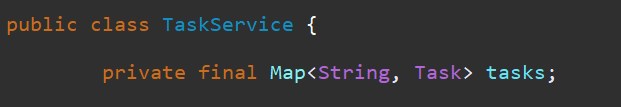 public class TaskService {
private final Map<String, Task> tasks;